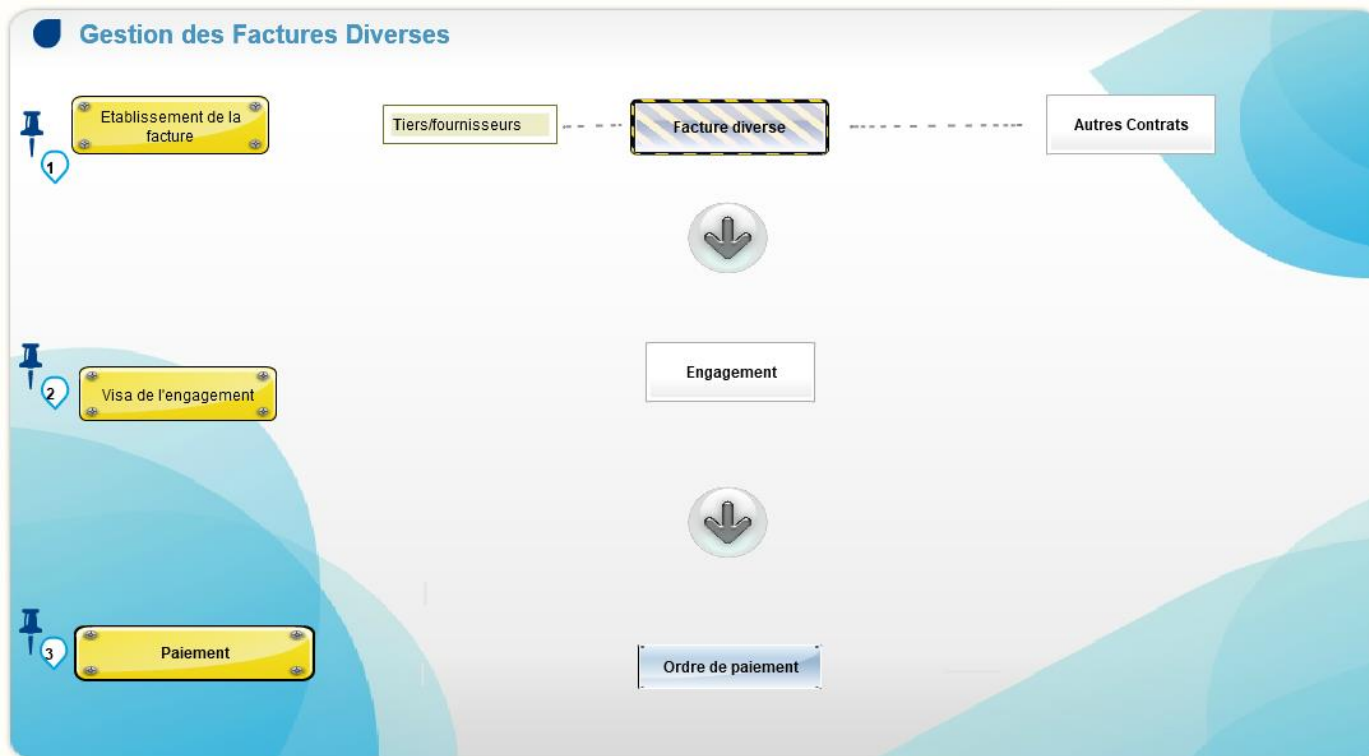 Gestion des Factures Diverses
Etablissement de la
facture
Tiers/fournisseurs
Facture diverse
Autres Contrats
1
Engagement
2
Visa de l'engagement
3
Paiement
Ordre de paiement